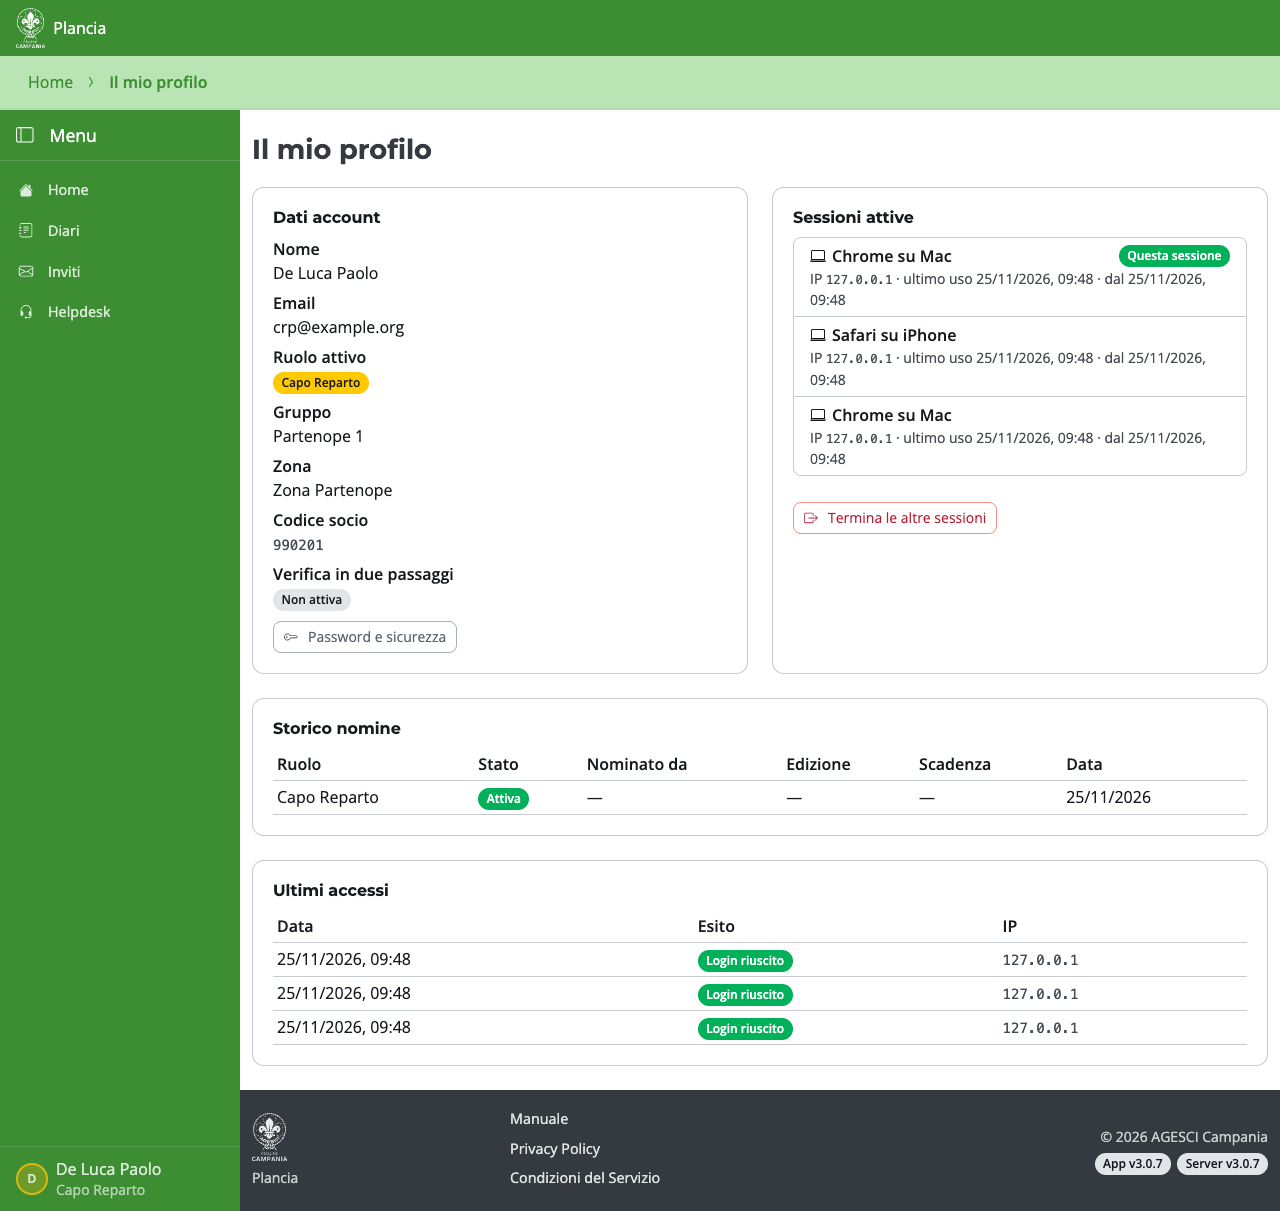 CAMPANIA
Plancia
Home
Il mio profilo
Menu
Home
Diari
Inviti
Helpdesk
Il mio profilo
Dati account
Nome
De Luca Paolo
Email
crp@example.org
Ruolo attivo
Capo Reparto
Gruppo
Partenope 1
Zona
Zona Partenope
Codice socio
990201
Verifica in due passaggi
Non attiva
Password e sicurezza
Sessioni attive
Chrome su Mac
Questa sessione
IP 127.0.0.1 · ultimo uso 25/11/2026, 09:48 · dal 25/11/2026,
09:48
Safari su iPhone
IP 127.0.0.1 · ultimo uso 25/11/2026, 09:48 · dal 25/11/2026,
09:48
Chrome su Mac
IP 127.0.0.1 · ultimo uso 25/11/2026, 09:48 · dal 25/11/2026,
09:48
Termina le altre sessioni
Storico nomine
Ruolo Stato Nominato da Edizione Scadenza Data
Capo Reparto Attiva — — — 25/11/2026
Ultimi accessi
Data Esito IP
25/11/2026, 09:48 Login riuscito 127.0.0.1
25/11/2026, 09:48 Login riuscito 127.0.0.1
25/11/2026, 09:48 Login riuscito 127.0.0.1
D
De Luca Paolo
Capo Reparto
AGESCI
CAMPANIA
Plancia
Manuale
Privacy Policy
Condizioni del Servizio
© 2026 AGESCI Campania
App v3.0.7 Server v3.0.7